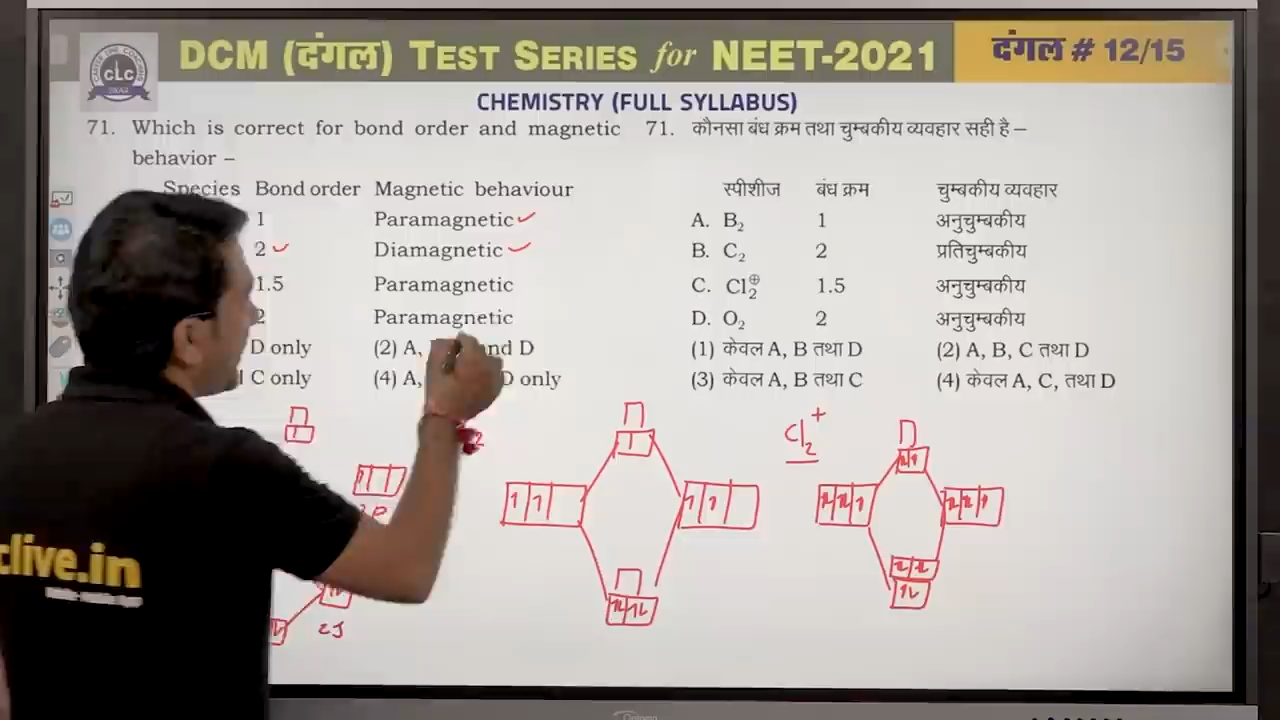 DCM (दंगल) TEST SERIES for NEET-2021
दंगल # 12/15
CLC
CHEMISTRY (FULL SYLLABUS)
71. Which is correct for bond order and magnetic behavior –
Species Bond order Magnetic behaviour
1 Paramagnetic
2 Diamagnetic
1.5 Paramagnetic
2 Paramagnetic
D only (2) A, and D
C only (4) A, D only
71. कौनसा बंध क्रम तथा चुम्बकीय व्यवहार सही है –
स्पीशीज बंध क्रम चुम्बकीय व्यवहार
A. B₂ 1 अनुचुम्बकीय
B. C₂ 2 प्रतिचुम्बकीय
C. Cl₂⊕ 1.5 अनुचुम्बकीय
D. O₂ 2 अनुचुम्बकीय
(1) केवल A, B तथा D (2) A, B, C तथा D
(3) केवल A, B तथा C (4) केवल A, C, तथा D
Cl₂⁺
2s
clive.in